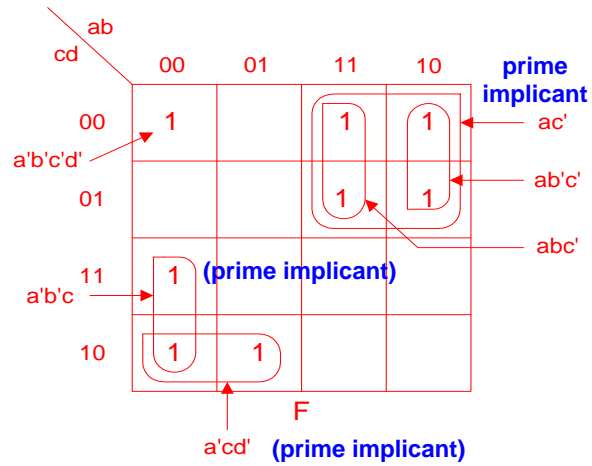 ab
cd
00 01 11 10 prime
implicant
00 1 1 1 ac'
a'b'c'd'
01 1 1 ab'c'
abc'
11 1 (prime implicant)
a'b'c
10 1 1
F
a'cd' (prime implicant)